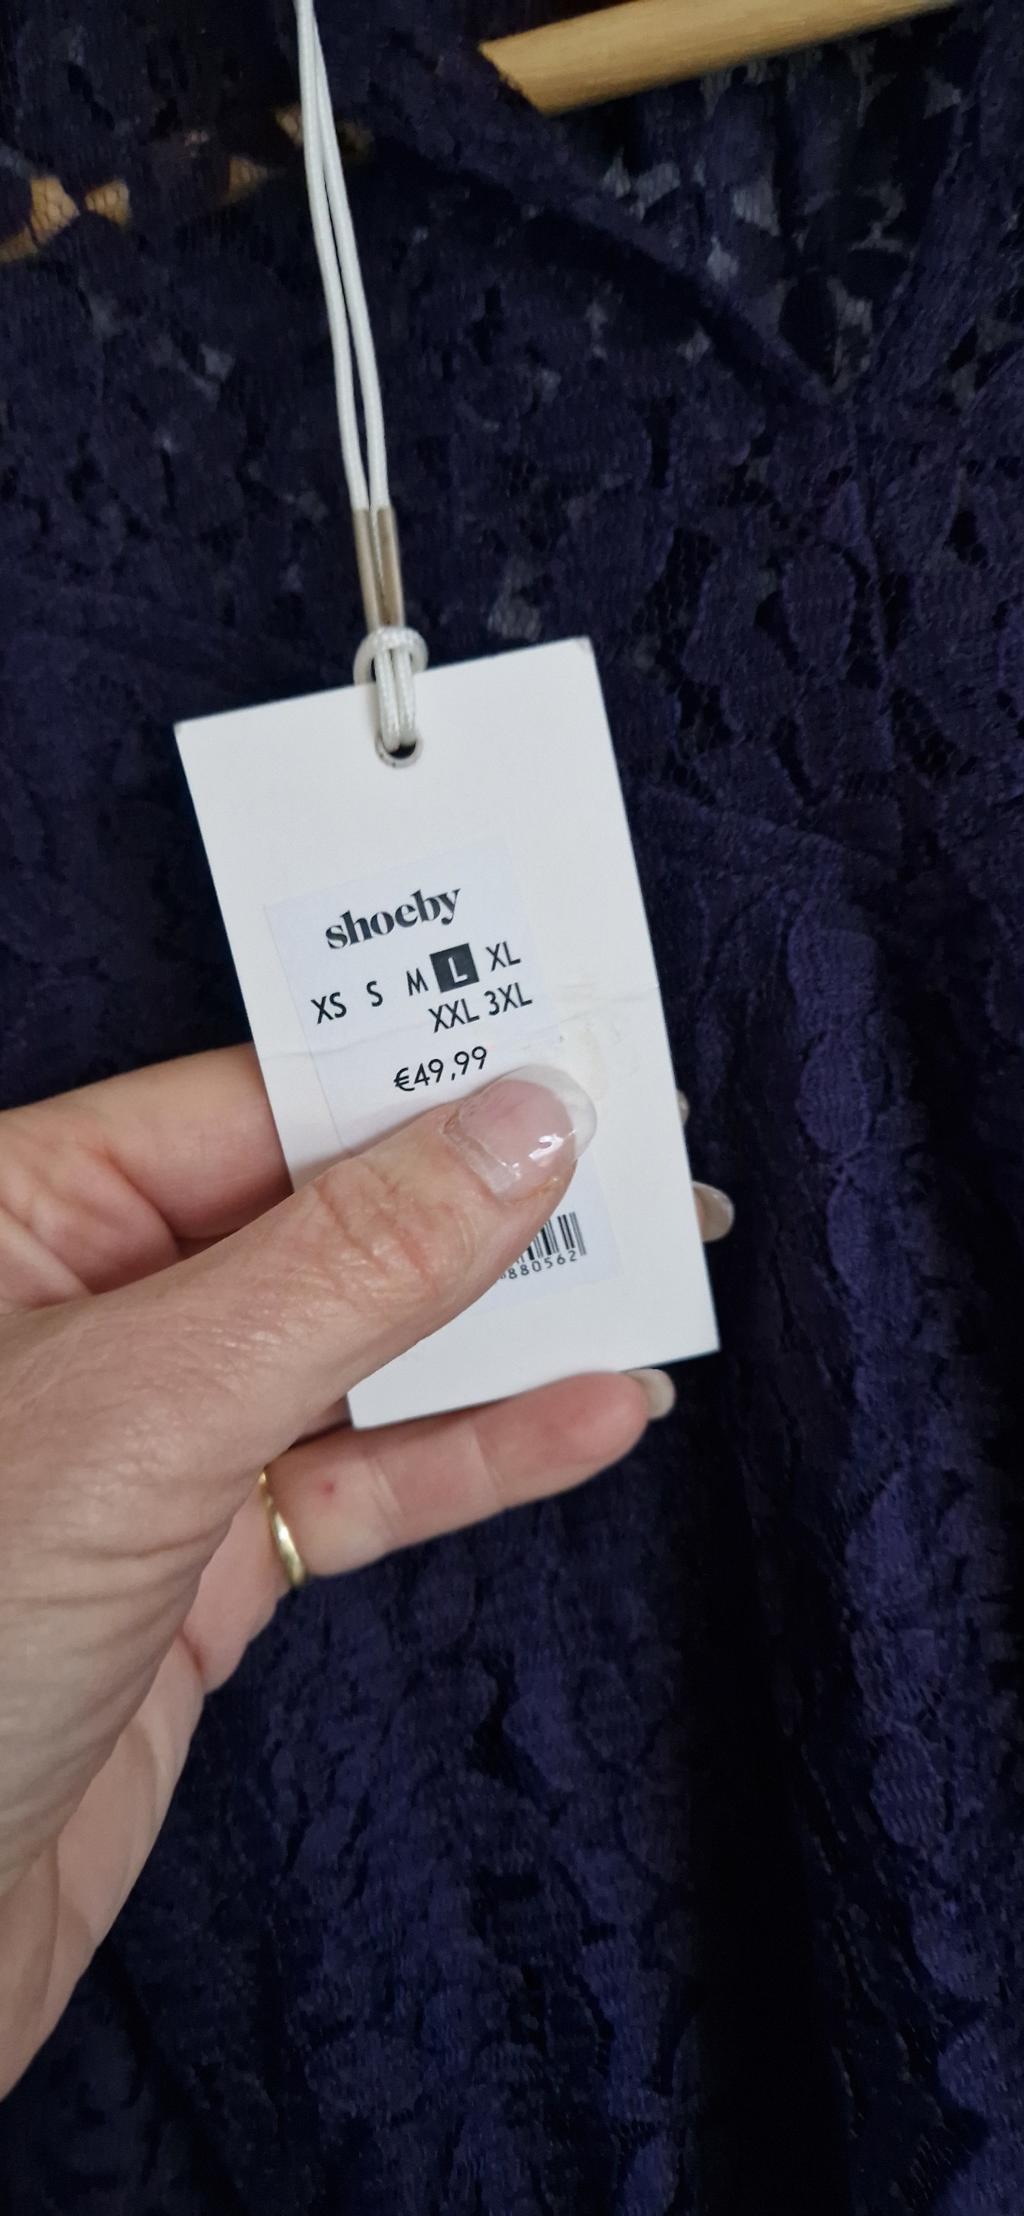 shoeby
XS S M L XL
XXL 3XL
€49,99
880562